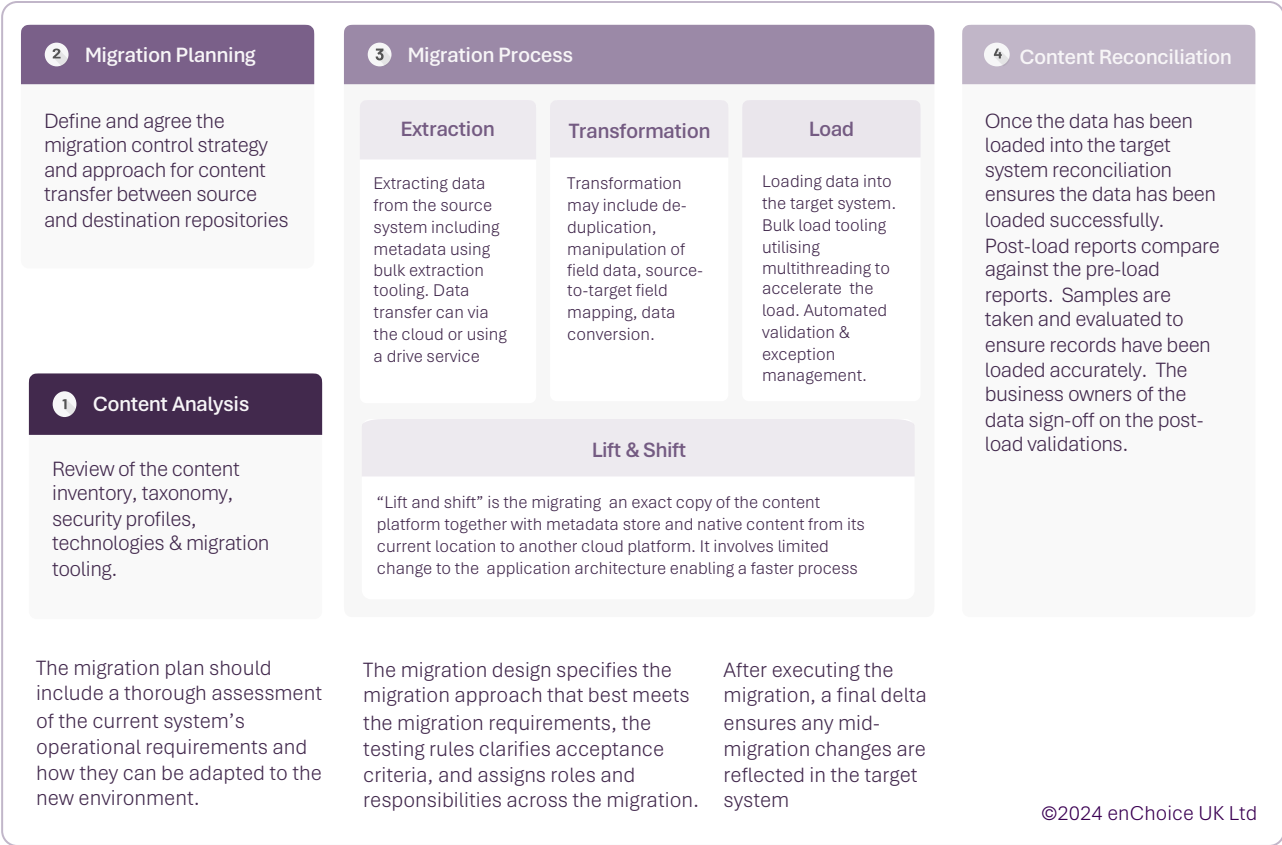 2 Migration Planning
Define and agree the
migration control strategy
and approach for content
transfer between source
and destination repositories
1 Content Analysis
Review of the content
inventory, taxonomy,
security profiles,
technologies & migration
tooling.
3 Migration Process
Extraction
Extracting data
from the source
system including
metadata using
bulk extraction
tooling. Data
transfer can via
the cloud or using
a drive service
Transformation
Transformation
may include de-
duplication,
manipulation of
field data, source-
to-target field
mapping, data
conversion.
Load
Loading data into
the target system.
Bulk load tooling
utilising
multithreading to
accelerate the
load. Automated
validation &
exception
management.
Lift & Shift
“Lift and shift” is the migrating an exact copy of the content
platform together with metadata store and native content from its
current location to another cloud platform. It involves limited
change to the application architecture enabling a faster process
4 Content Reconciliation
Once the data has been
loaded into the target
system reconciliation
ensures the data has been
loaded successfully.
Post-load reports compare
against the pre-load
reports. Samples are
taken and evaluated to
ensure records have been
loaded accurately. The
business owners of the
data sign-off on the post-
load validations.
The migration plan should
include a thorough assessment
of the current system’s
operational requirements and
how they can be adapted to the
new environment.
The migration design specifies the
migration approach that best meets
the migration requirements, the
testing rules clarifies acceptance
criteria, and assigns roles and
responsibilities across the migration.
After executing the
migration, a final delta
ensures any mid-
migration changes are
reflected in the target
system
©2024 enChoice UK Ltd